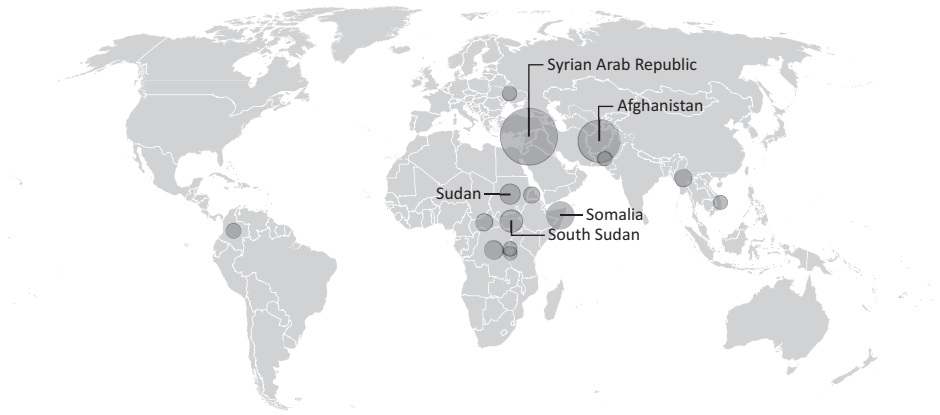 Syrian Arab Republic
Afghanistan
Sudan
Somalia
South Sudan